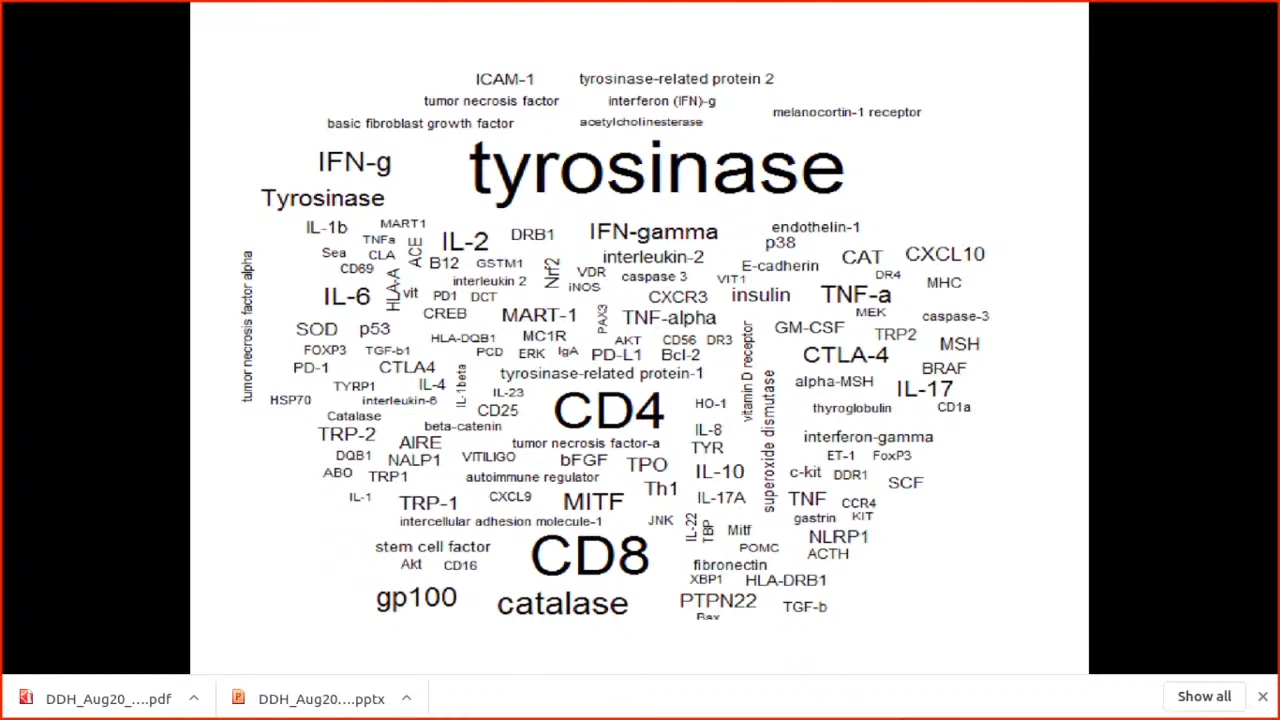 ICAM-1 tyrosinase-related protein 2
tumor necrosis factor interferon (IFN)-g
melanocortin-1 receptor
basic fibroblast growth factor acetylcholinesterase
IFN-g tyrosinase
Tyrosinase
IL-1b MART1 DRB1 IFN-gamma endothelin-1
TNFa IL-2 p38
Sea CLA ACE interleukin-2 CAT CXCL10
CD69 B12 GSTM1 Nrf2 VDR E-cadherin
HLA-A interleukin 2 iNOS caspase 3 VIT1 DR4 MHC
tumor necrosis factor alpha
IL-6 vit PD1 DCT CXCR3 insulin TNF-a
CREB MART-1 PAX3 TNF-alpha MEK caspase-3
SOD p53 GM-CSF TRP2
HLA-DQB1 MC1R AKT CD56 DR3 MSH
FOXP3 TGF-b1 PCD ERK IgA PD-L1 Bcl-2 CTLA-4
PD-1 CTLA4 vitamin D receptor BRAF
tyrosinase-related protein-1
TYRP1 IL-4 IL-1beta alpha-MSH IL-17
HSP70 interleukin-6 IL-23 CD4 HO-1 superoxide dismutase thyroglobulin CD1a
Catalase CD25
TRP-2 beta-catenin IL-8 interferon-gamma
AIRE tumor necrosis factor-a TYR
DQB1 NALP1 VITILIGO bFGF TPO ET-1 FoxP3
ABO TRP1 autoimmune regulator IL-10 c-kit DDR1 SCF
IL-1 TRP-1 CXCL9 MITF Th1 IL-17A TNF CCR4
intercellular adhesion molecule-1 JNK IL-22 TBP Mitf gastrin KIT
NLRP1
stem cell factor CD8 POMC ACTH
Akt CD16 fibronectin
XBP1 HLA-DRB1
gp100 catalase PTPN22 TGF-b
Bax
DDH_Aug20_....pdf DDH_Aug20....pptx Show all